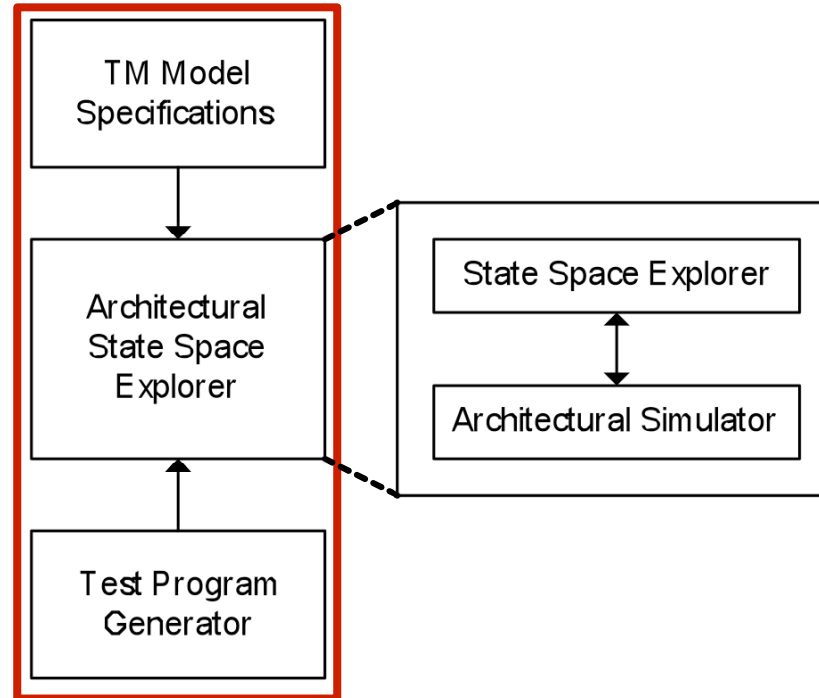 TM Model
Specifications
Architectural
State Space
Explorer
State Space Explorer
Architectural Simulator
Test Program
Generator